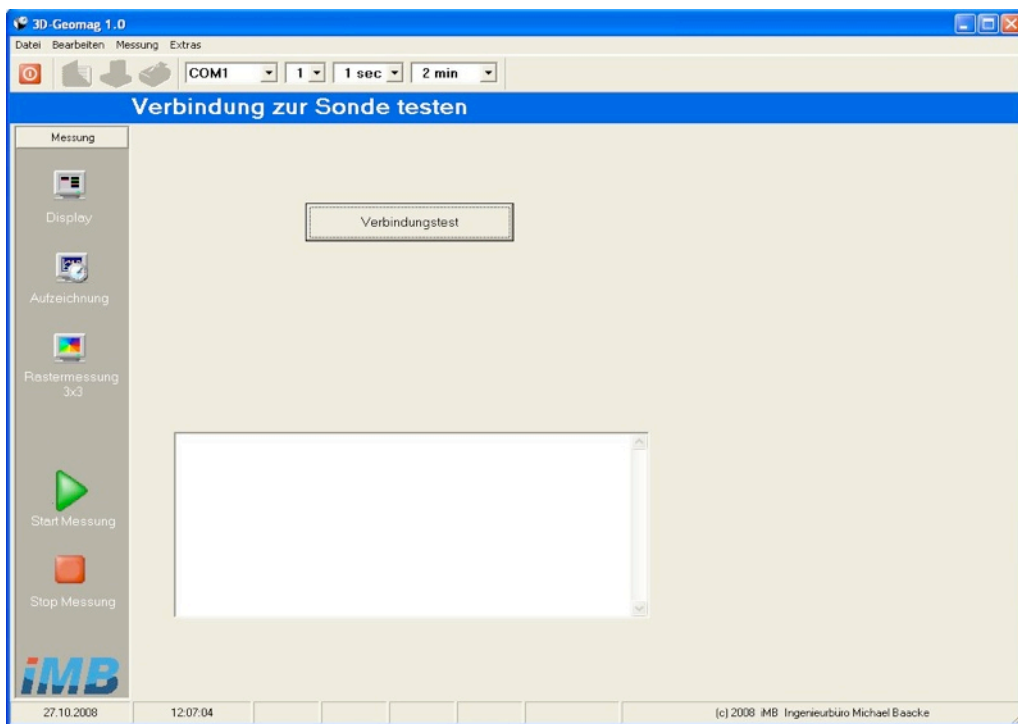 3D-Geomag 1.0
Datei Bearbeiten Messung Extras
COM1 1 1 sec 2 min
Verbindung zur Sonde testen
Messung
Display
Aufzeichnung
Rastermessung
3x3
Start Messung
Stop Messung
Verbindungstest
iMB
27.10.2008 12:07:04 (c) 2008 iMB Ingenieurbüro Michael Baacke